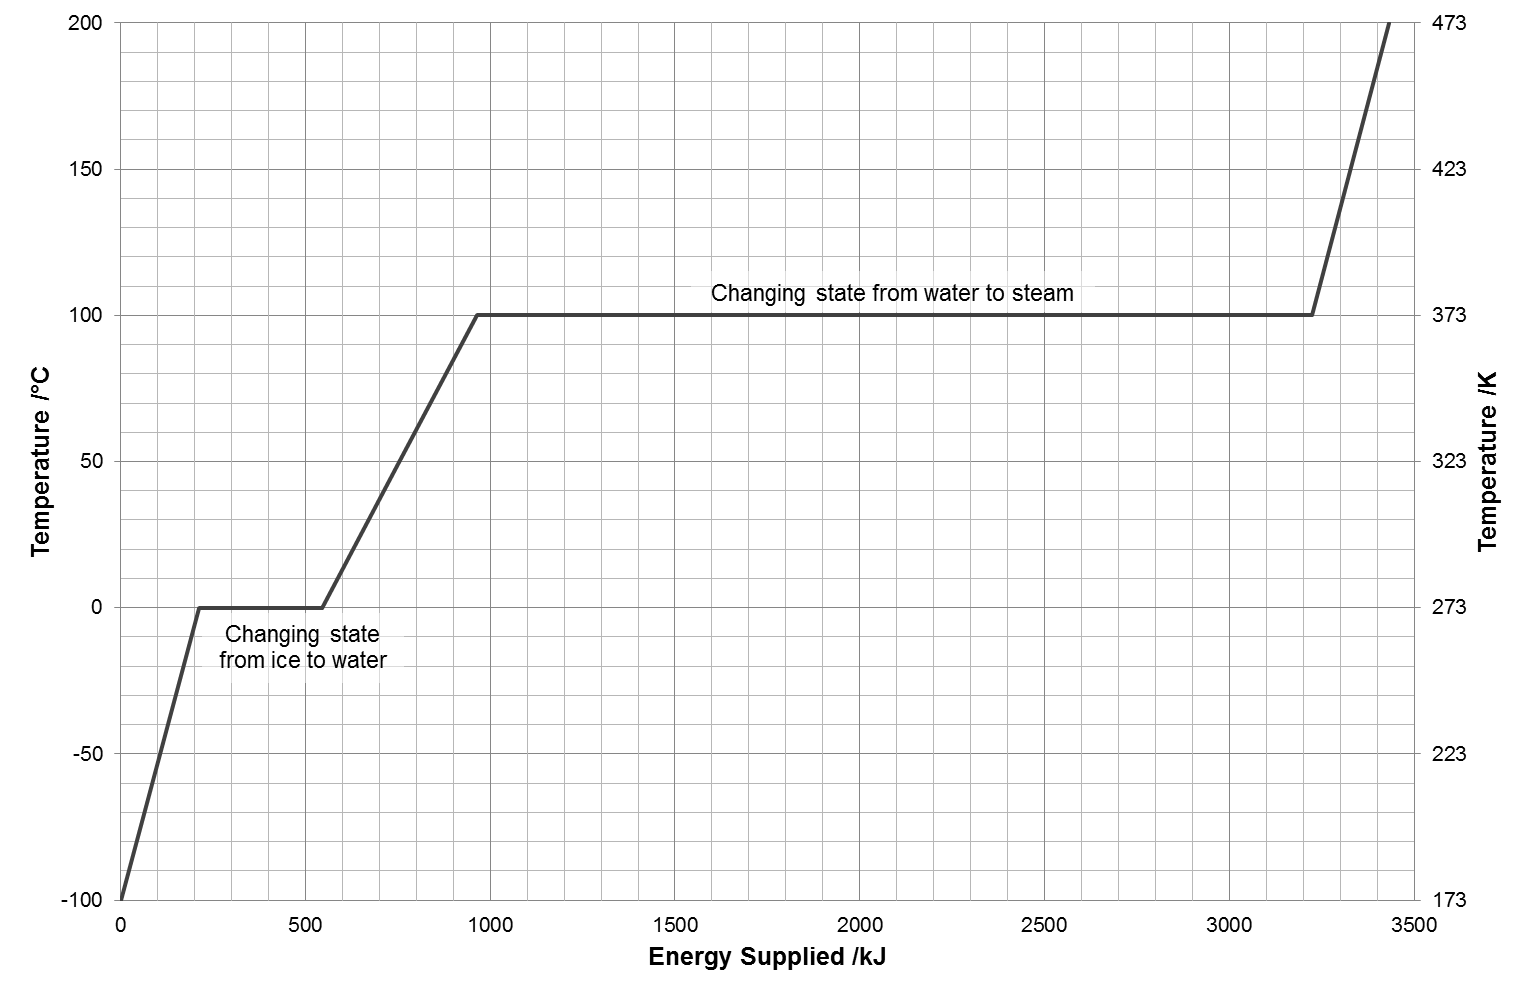 200
150
100
50
0
-50
-100
Temperature /°C
473
423
373
323
273
223
173
Temperature /K
Changing state from water to steam
Changing state
from ice to water
0 500 1000 1500 2000 2500 3000 3500
Energy Supplied /kJ